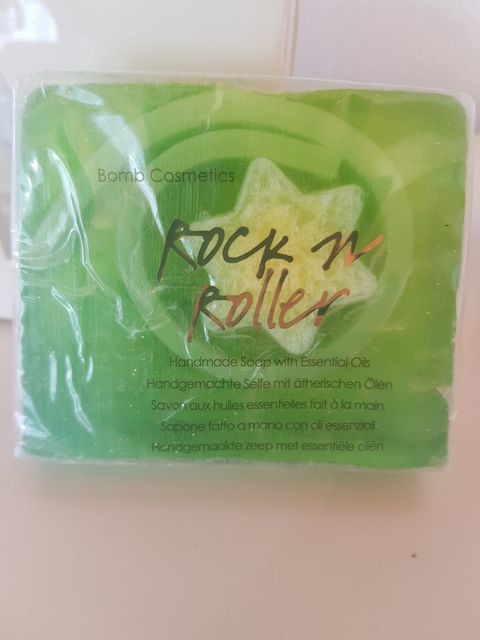 Bomb Cosmetics
Rock n
Roller
Handmade Soap with Essential Oils
Handgemachte Seife mit ätherischen Ölen
Savon aux huiles essentielles fait à la main
Sapone fatto a mano con oli essenziali
Handgemaakte zeep met essentiële oliën